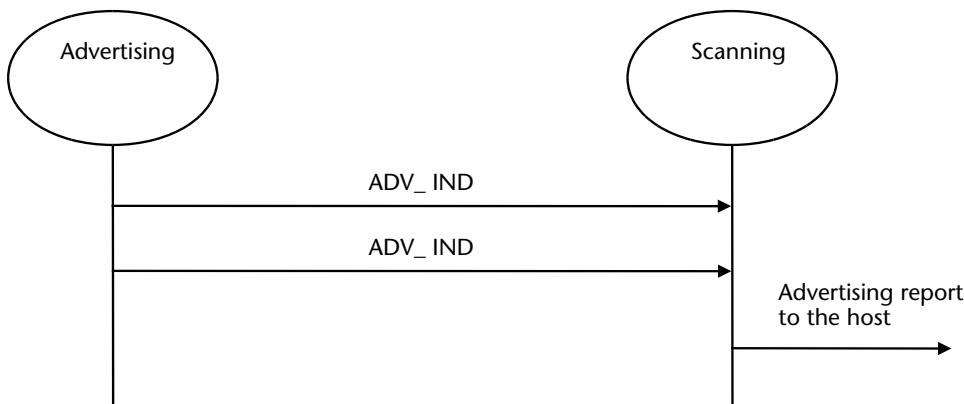 Advertising
Scanning
ADV_ IND
ADV_ IND
Advertising report
to the host